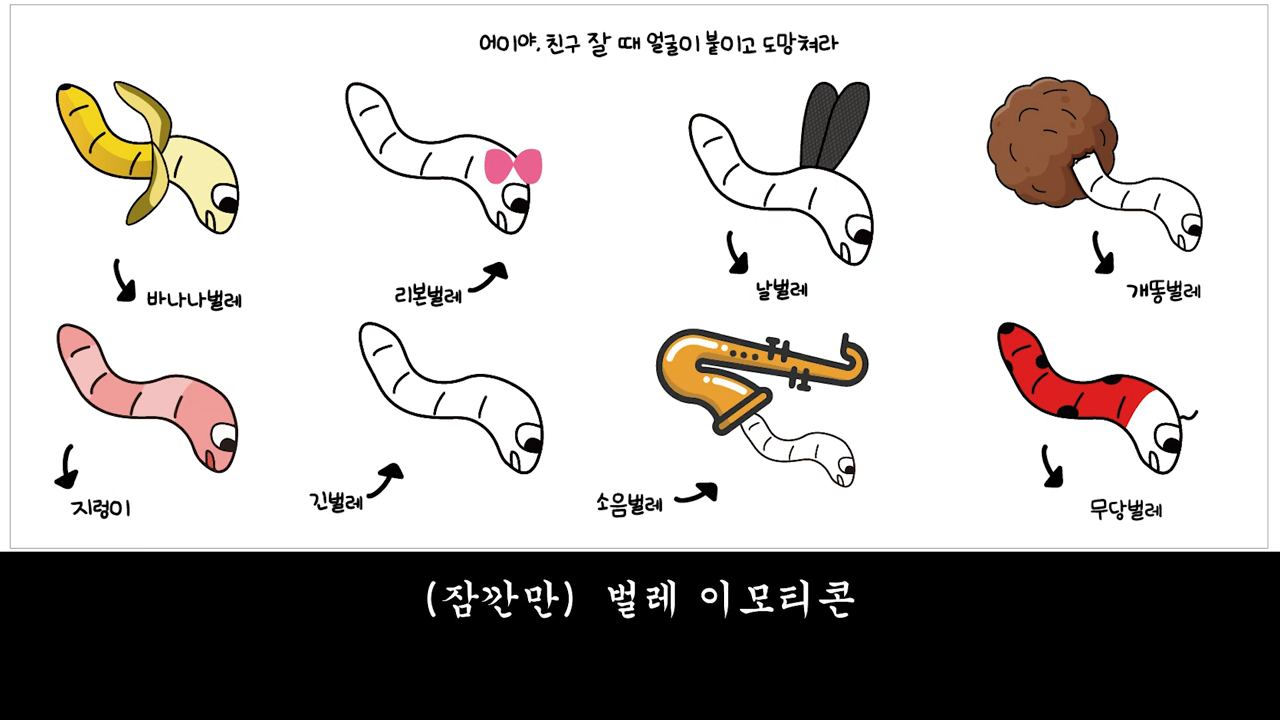 어이야. 친구 잘 때 얼굴이 붙이고 도망쳐라
바나나벌레
리본벌레
날벌레
개똥벌레
지렁이
긴벌레
소음벌레
무당벌레
(잠깐만) 벌레 이모티콘